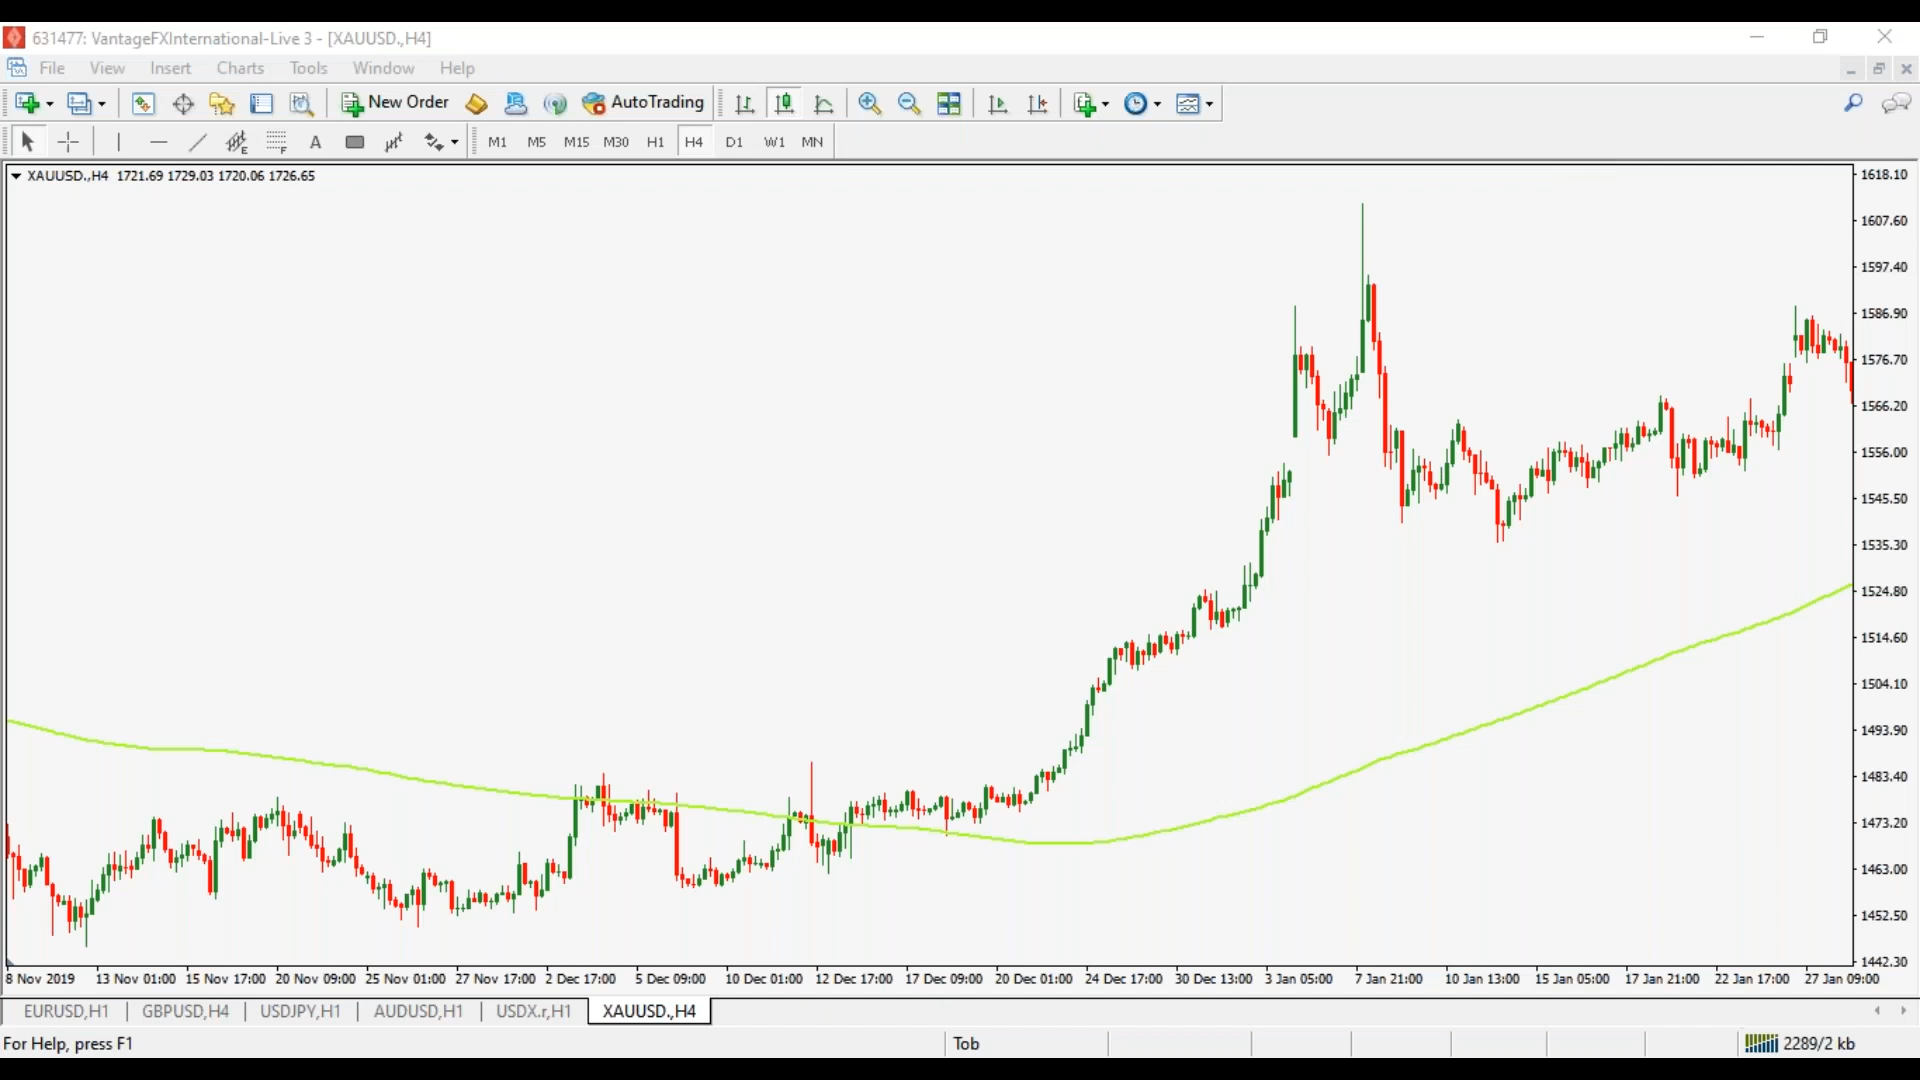 631477: VantageFXInternational-Live 3 - [XAUUSD.,H4]
File View Insert Charts Tools Window Help
New Order AutoTrading
E F A M1 M5 M15 M30 H1 H4 D1 W1 MN
XAUUSD.,H4 1721.69 1729.03 1720.06 1726.65
1618.10
1607.60
1597.40
1586.90
1576.70
1566.20
1556.00
1545.50
1535.30
1524.80
1514.60
1504.10
1493.90
1483.40
1473.20
1463.00
1452.50
1442.30
8 Nov 2019 13 Nov 01:00 15 Nov 17:00 20 Nov 09:00 25 Nov 01:00 27 Nov 17:00 2 Dec 17:00 5 Dec 09:00 10 Dec 01:00 12 Dec 17:00 17 Dec 09:00 20 Dec 01:00 24 Dec 17:00 30 Dec 13:00 3 Jan 05:00 7 Jan 21:00 10 Jan 13:00 15 Jan 05:00 17 Jan 21:00 22 Jan 17:00 27 Jan 09:00
EURUSD,H1 GBPUSD,H4 USDJPY,H1 AUDUSD,H1 USDX.r,H1 XAUUSD.,H4
For Help, press F1 Tob 2289/2 kb